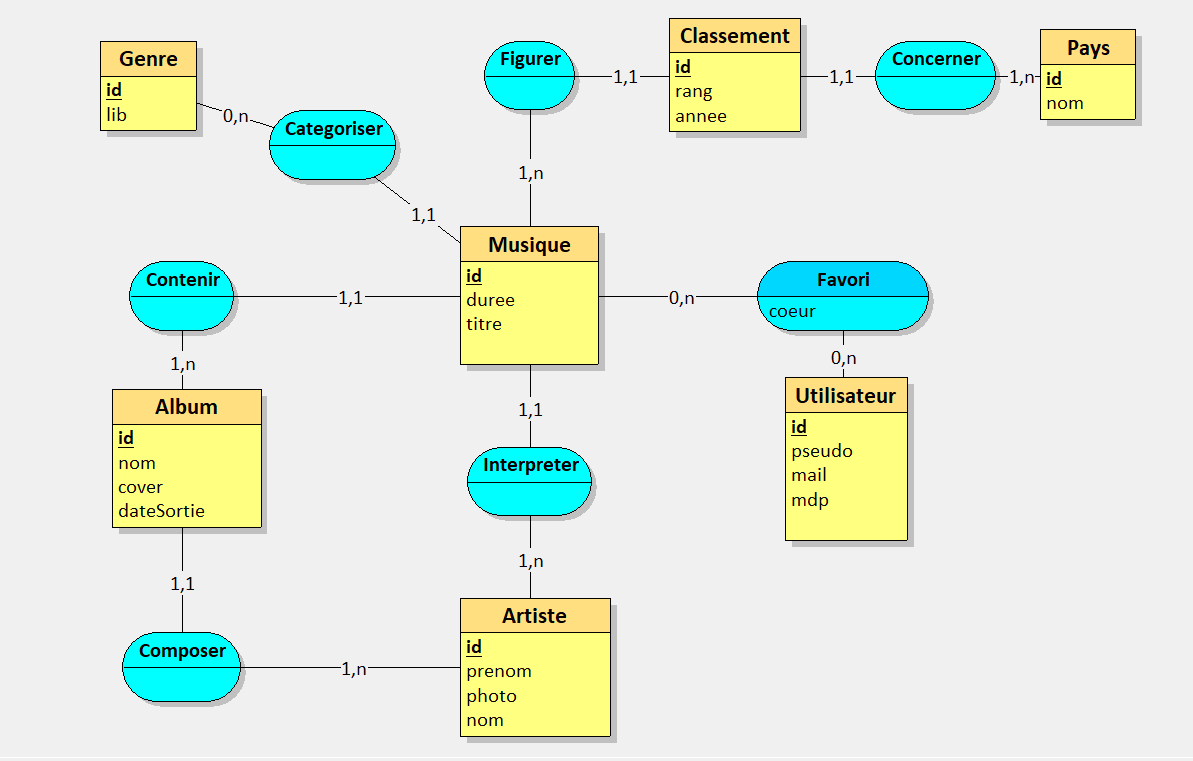 Genre
id
lib
0,n
Categoriser
1,1
Figurer
1,1
1,n
Classement
id
rang
annee
1,1
Concerner
1,n
Pays
id
nom
Musique
id
duree
titre
Contenir
1,1
1,n
0,n
Favori
coeur
0,n
Utilisateur
id
pseudo
mail
mdp
Album
id
nom
cover
dateSortie
1,1
Interpreter
1,n
1,1
Composer
1,n
Artiste
id
prenom
photo
nom